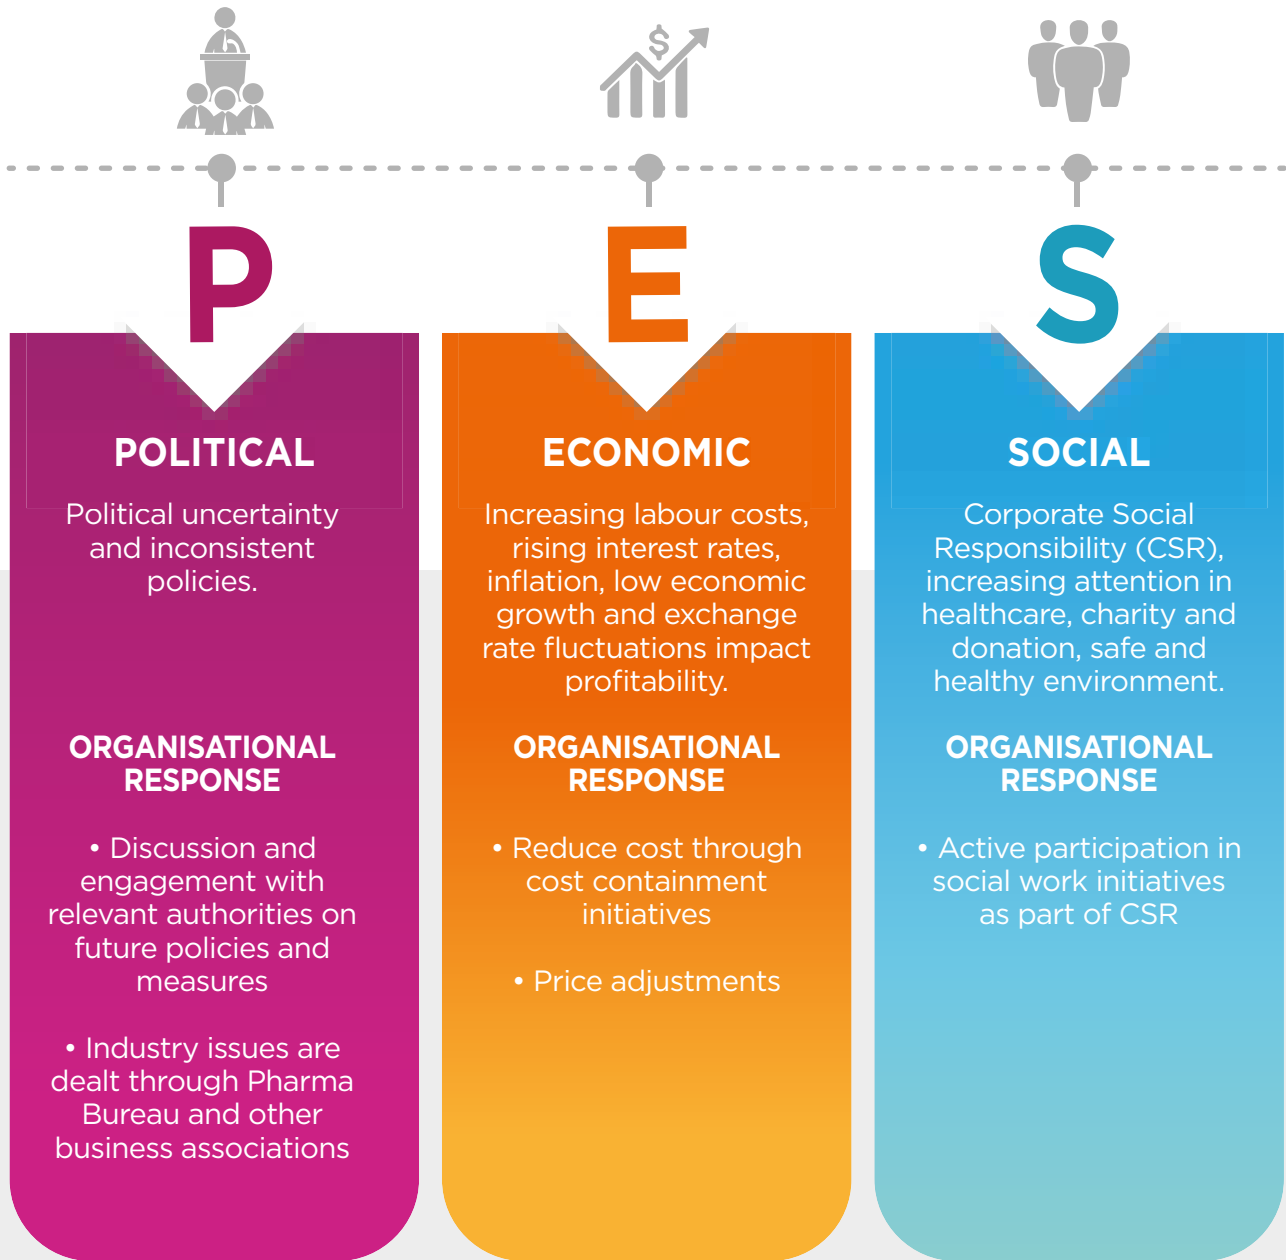 $
P
POLITICAL
Political uncertainty
and inconsistent
policies.
ORGANISATIONAL
RESPONSE
• Discussion and
engagement with
relevant authorities on
future policies and
measures
• Industry issues are
dealt through Pharma
Bureau and other
business associations
E
ECONOMIC
Increasing labour costs,
rising interest rates,
inflation, low economic
growth and exchange
rate fluctuations impact
profitability.
ORGANISATIONAL
RESPONSE
• Reduce cost through
cost containment
initiatives
• Price adjustments
S
SOCIAL
Corporate Social
Responsibility (CSR),
increasing attention in
healthcare, charity and
donation, safe and
healthy environment.
ORGANISATIONAL
RESPONSE
• Active participation in
social work initiatives
as part of CSR